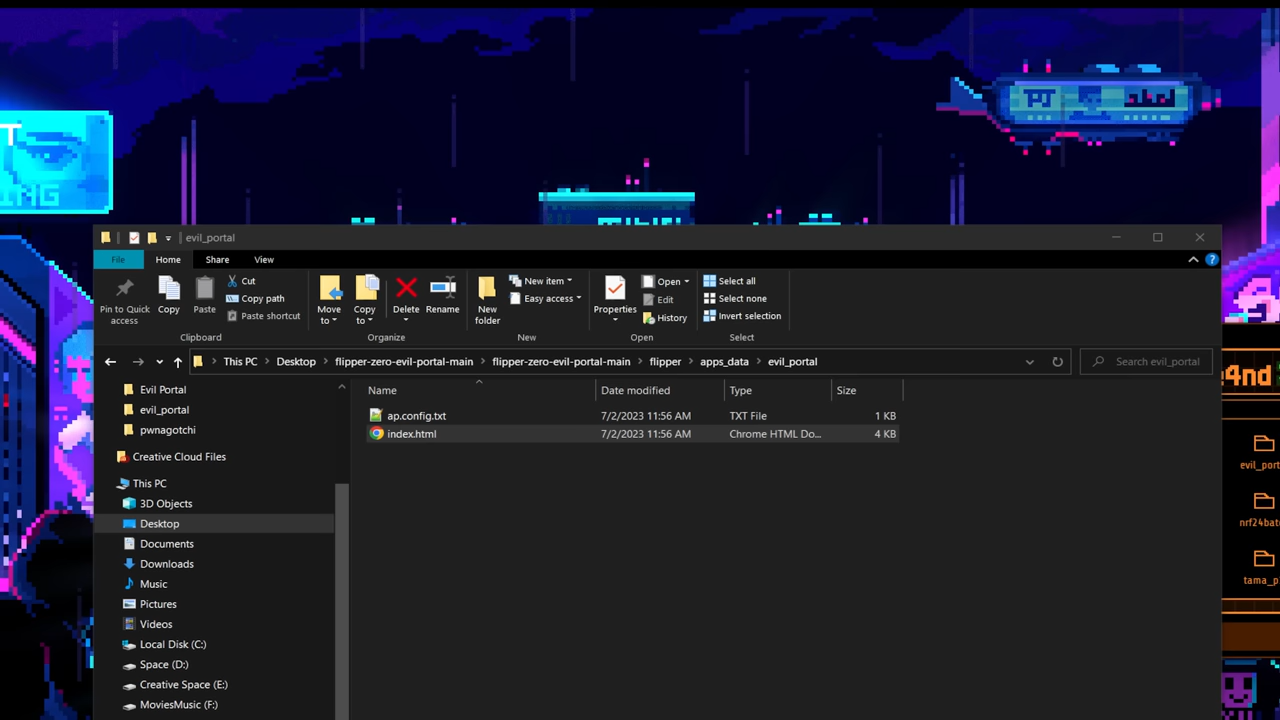 T
ING
PJ
evil_portal
File Home Share View
Pin to Quick access
Copy
Paste
Cut
Copy path
Paste shortcut
Move to
Copy to
Delete
Rename
New folder
New item
Easy access
Properties
Open
Edit
History
Select all
Select none
Invert selection
Clipboard Organize New Open Select
This PC Desktop flipper-zero-evil-portal-main flipper-zero-evil-portal-main flipper apps_data evil_portal
Search evil_portal
Name Date modified Type Size
ap.config.txt 7/2/2023 11:56 AM TXT File 1 KB
index.html 7/2/2023 11:56 AM Chrome HTML Do... 4 KB
Evil Portal
evil_portal
pwnagotchi
Creative Cloud Files
This PC
3D Objects
Desktop
Documents
Downloads
Music
Pictures
Videos
Local Disk (C:)
Space (D:)
Creative Space (E:)
MoviesMusic (F:)
e4nd
evil_por
nrf24bat
tama_p